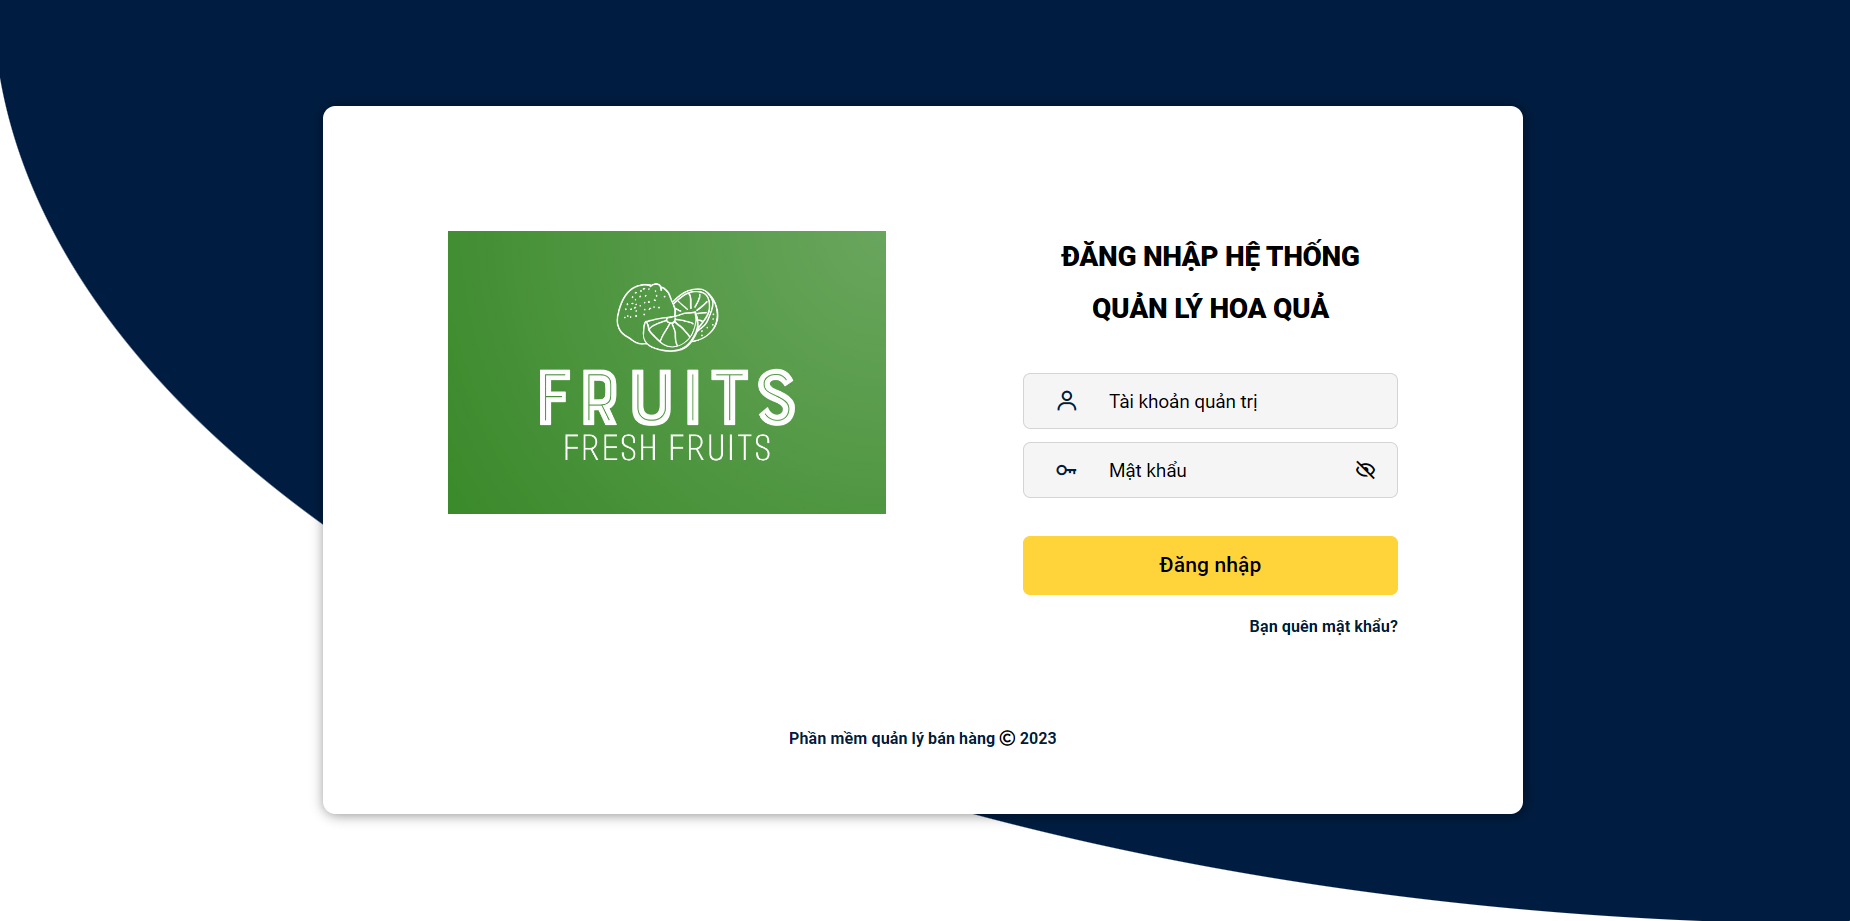 FRUITS
FRESH FRUITS
ĐĂNG NHẬP HỆ THỐNG
QUẢN LÝ HOA QUẢ
Tài khoản quản trị
Mật khẩu
Đăng nhập
Bạn quên mật khẩu?
Phần mềm quản lý bán hàng © 2023